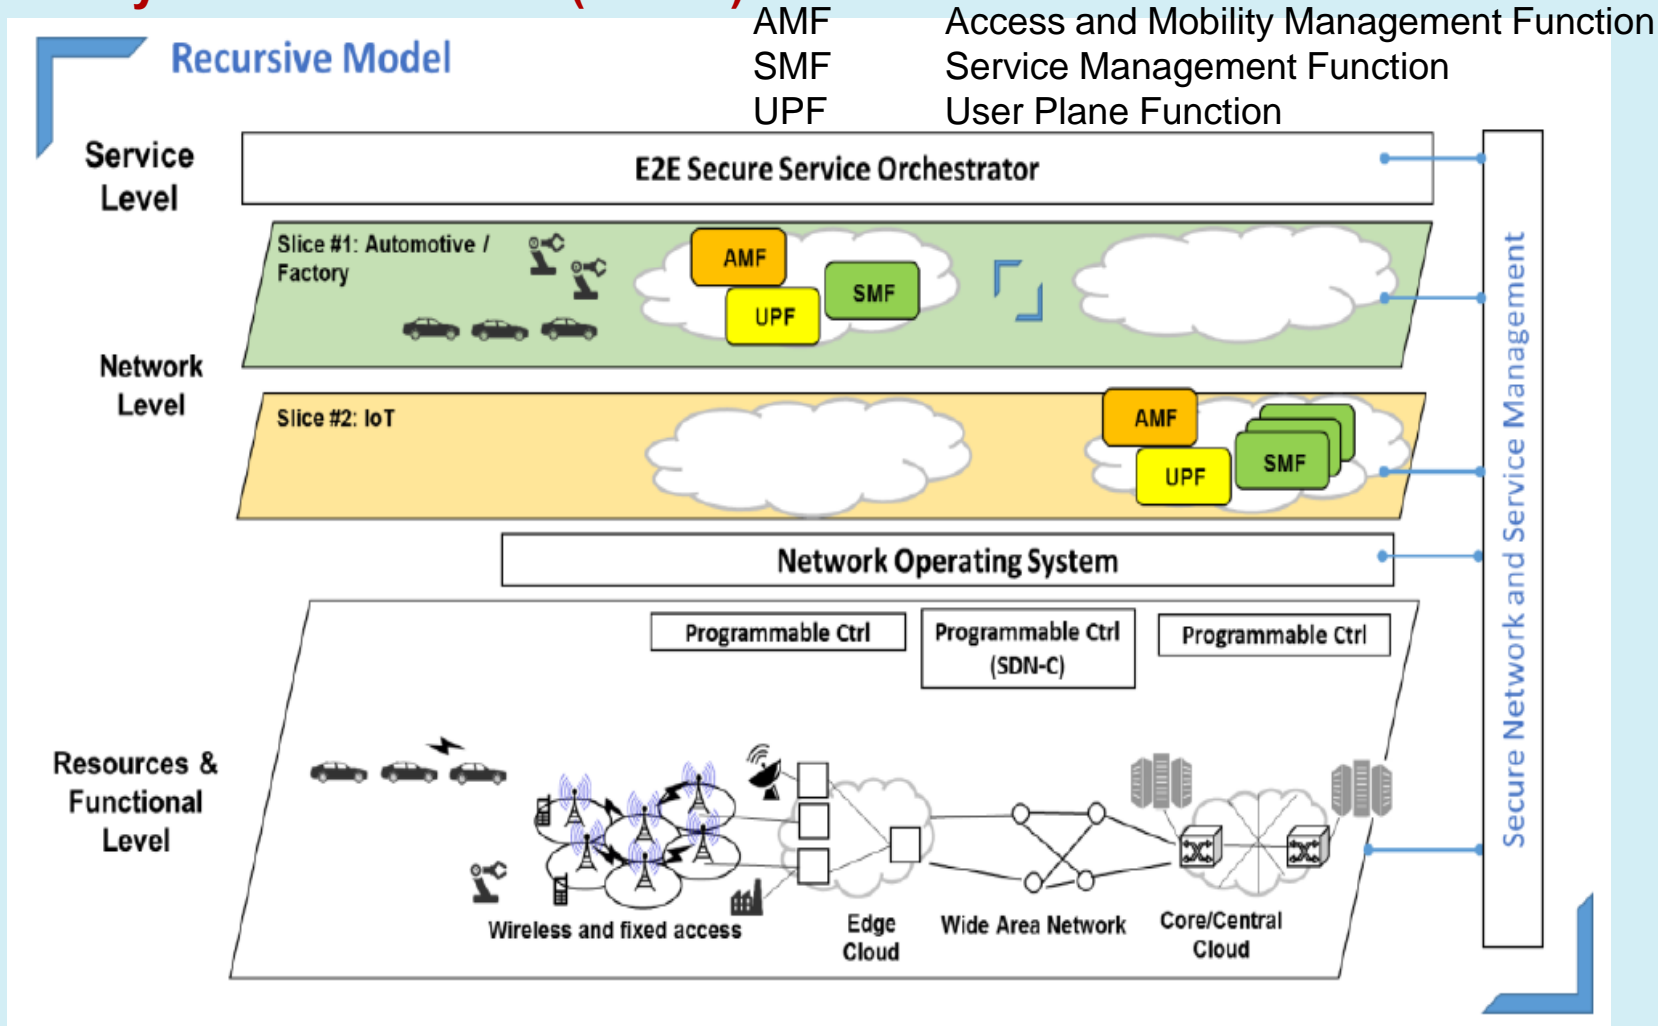 AMF Access and Mobility Management Function
SMF Service Management Function
UPF User Plane Function
Recursive Model
Service
Level
E2E Secure Service Orchestrator
Slice #1: Automotive /
Factory
AMF
SMF
UPF
Network
Level
Slice #2: IoT
AMF
UPF
SMF
Network Operating System
Programmable Ctrl
Programmable Ctrl
(SDN-C)
Programmable Ctrl
Resources &
Functional
Level
Wireless and fixed access
Edge
Cloud
Wide Area Network
Core/Central
Cloud
Secure Network and Service Management